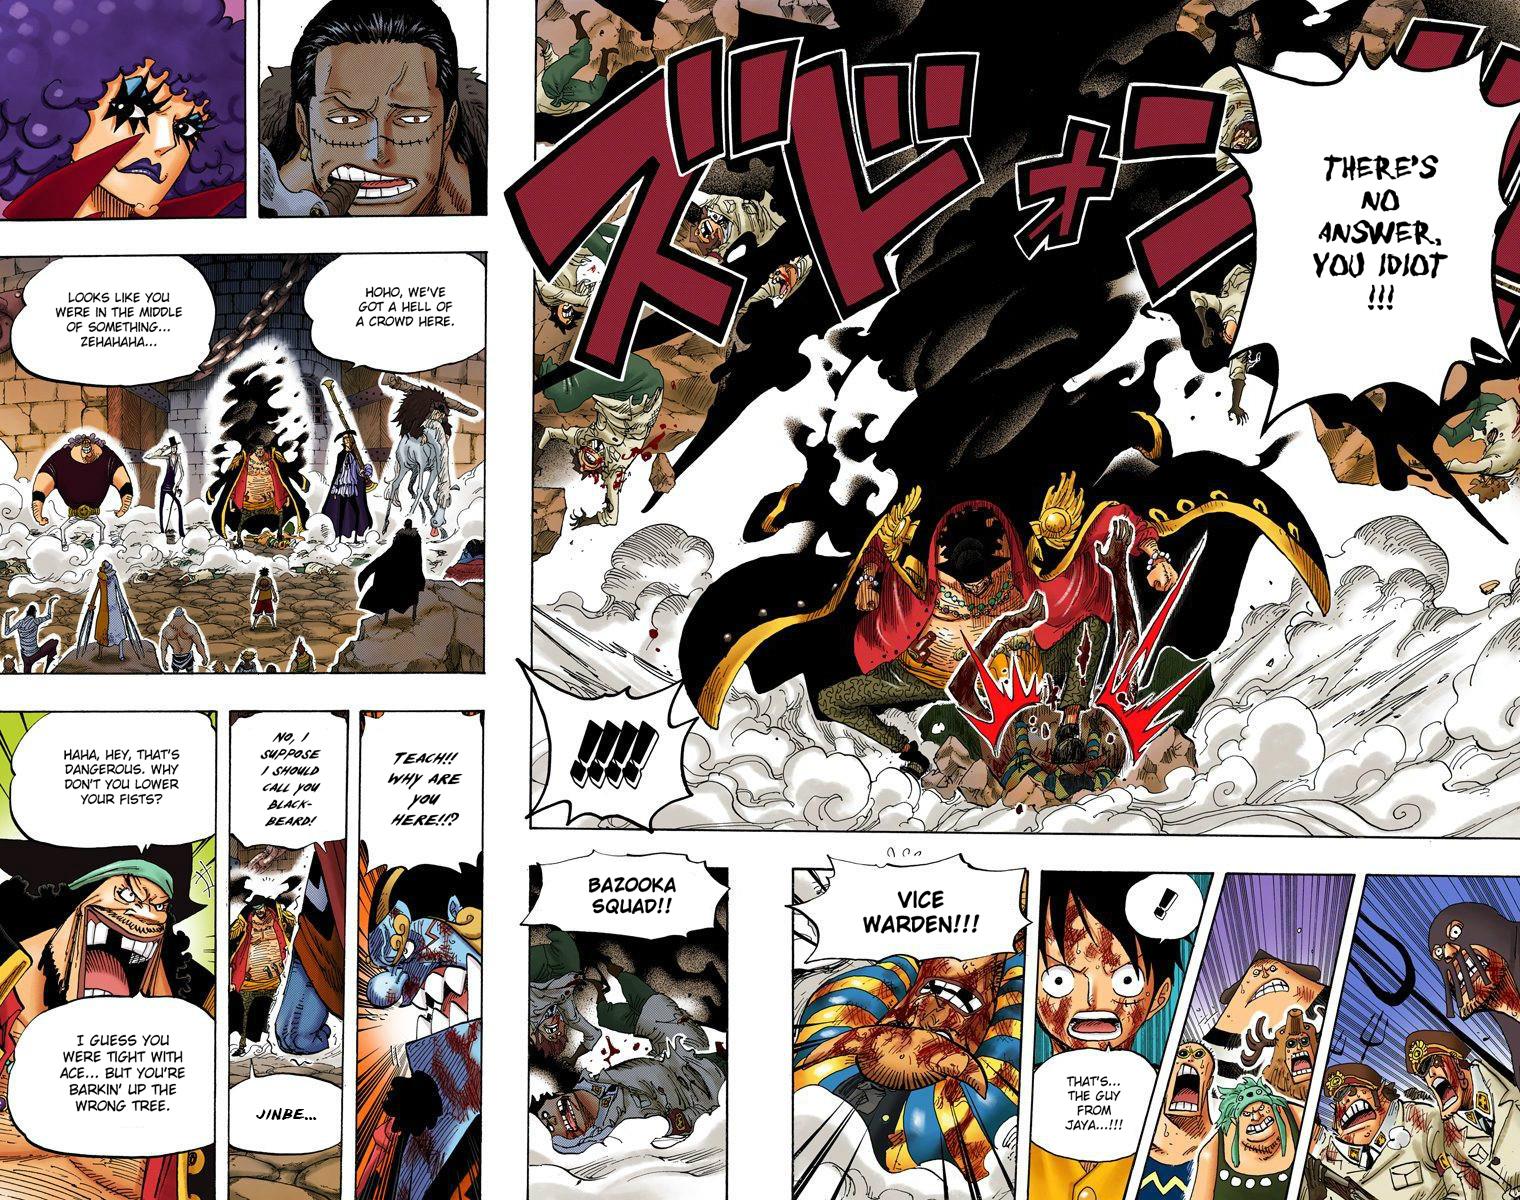 THERE'S
NO
ANSWER,
YOU IDIOT
!!!
ズドォン
!!!!
VICE
WARDEN!!!
BAZOOKA
SQUAD!!
!
THAT'S...
THE GUY
FROM
JAYA...!!!
HOHO, WE'VE
GOT A HELL OF
A CROWD HERE.
LOOKS LIKE YOU
WERE IN THE MIDDLE
OF SOMETHING...
ZEHAHAHA...
TEACH!!
WHY ARE
YOU
HERE!!?
NO, I
SUPPOSE
I SHOULD
CALL YOU
BLACK-
BEARD!
JINBE...
HAHA, HEY, THAT'S
DANGEROUS. WHY
DON'T YOU LOWER
YOUR FISTS?
I GUESS YOU
WERE TIGHT WITH
ACE... BUT YOU'RE
BARKIN' UP THE
WRONG TREE.